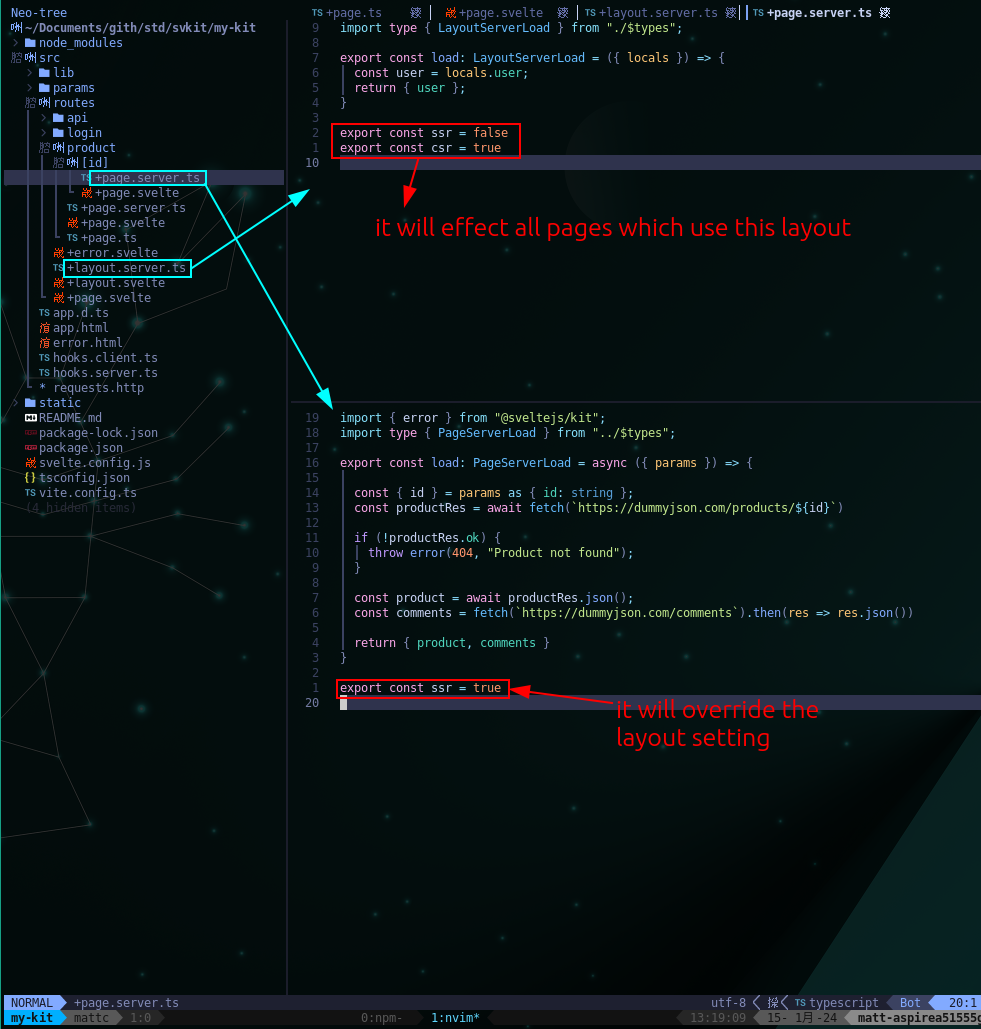 Neo-tree
~/Documents/gith/std/svkit/my-kit
node_modules
src
lib
params
routes
api
login
product
[id]
TS +page.server.ts
+page.svelte
TS +page.server.ts
+page.svelte
TS +page.ts
+error.svelte
TS +layout.server.ts
+layout.svelte
+page.svelte
TS app.d.ts
app.html
error.html
TS hooks.client.ts
TS hooks.server.ts
* requests.http
static
README.md
package-lock.json
package.json
svelte.config.js
{} tsconfig.json
TS vite.config.ts
(4 hidden items)
TS +page.ts | +page.svelte | TS +layout.server.ts | TS +page.server.ts
9 import type { LayoutServerLoad } from "./$types";
8
7 export const load: LayoutServerLoad = ({ locals }) => {
6 const user = locals.user;
5 return { user };
4 }
3
2 export const ssr = false
1 export const csr = true
10
it will effect all pages which use this layout
19 import { error } from "@sveltejs/kit";
18 import type { PageServerLoad } from "../$types";
17
16 export const load: PageServerLoad = async ({ params }) => {
15
14 const { id } = params as { id: string };
13 const productRes = await fetch(`https://dummyjson.com/products/${id}`)
12
11 if (!productRes.ok) {
10 throw error(404, "Product not found");
9 }
8
7 const product = await productRes.json();
6 const comments = fetch(`https://dummyjson.com/comments`).then(res => res.json())
5
4 return { product, comments }
3 }
2
1 export const ssr = true
20
it will override the
layout setting
NORMAL +page.server.ts utf-8 TS typescript Bot 20:1
my-kit mattc 1:0 0:npm- 1:nvim* 13:19:09 15- 1月 -24 matt-aspirea51555g